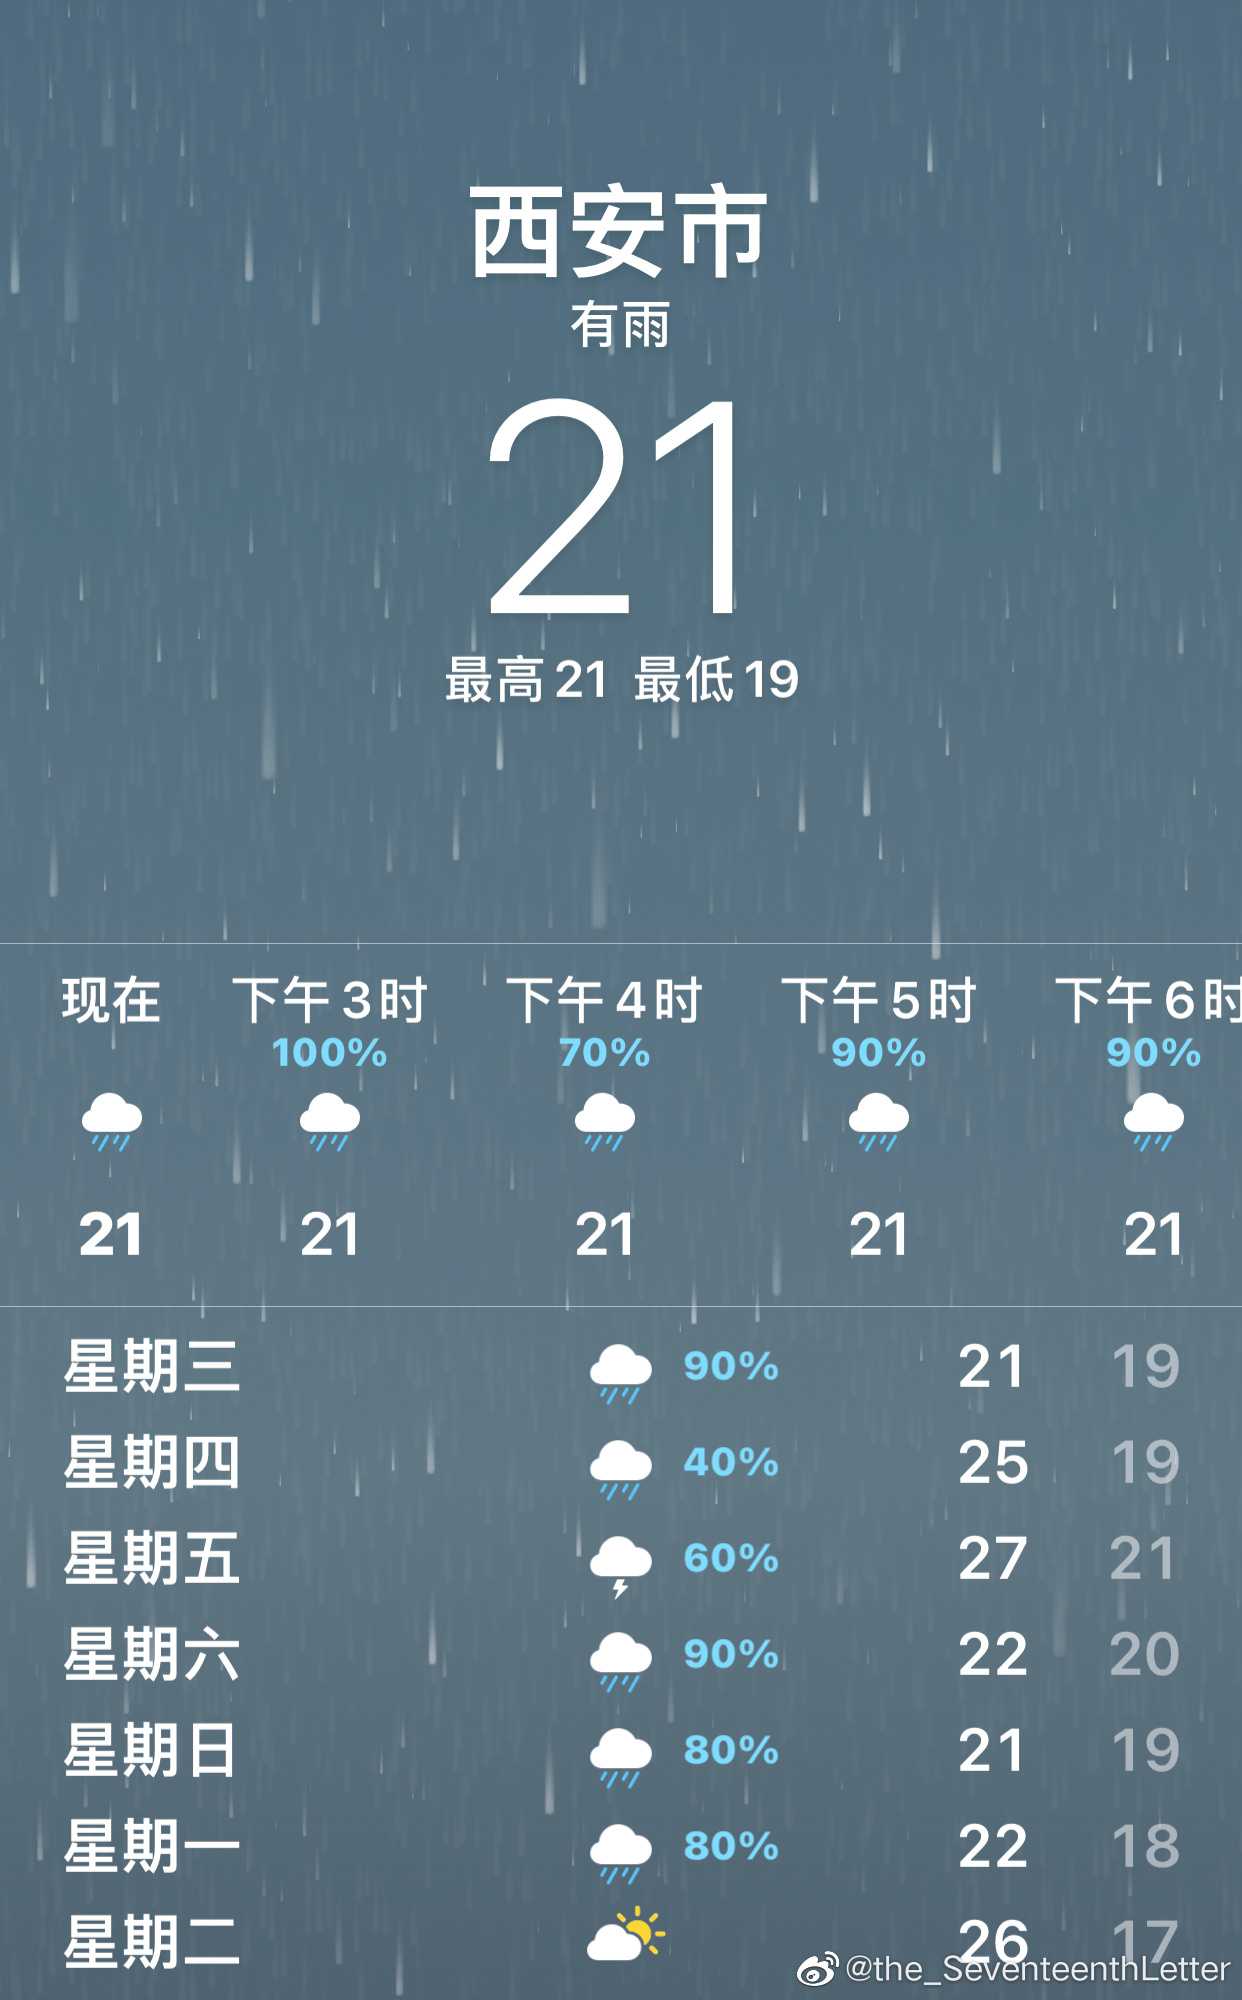 西安市
有雨
21
最高 21 最低 19
现在 下午 3 时 下午 4 时 下午 5 时 下午 6 时
100% 70% 90% 90%
21 21 21 21 21
星期三 90% 21 19
星期四 40% 25 19
星期五 60% 27 21
星期六 90% 22 20
星期日 80% 21 19
星期一 80% 22 18
星期二 26 17
@the_SeventeenthLetter